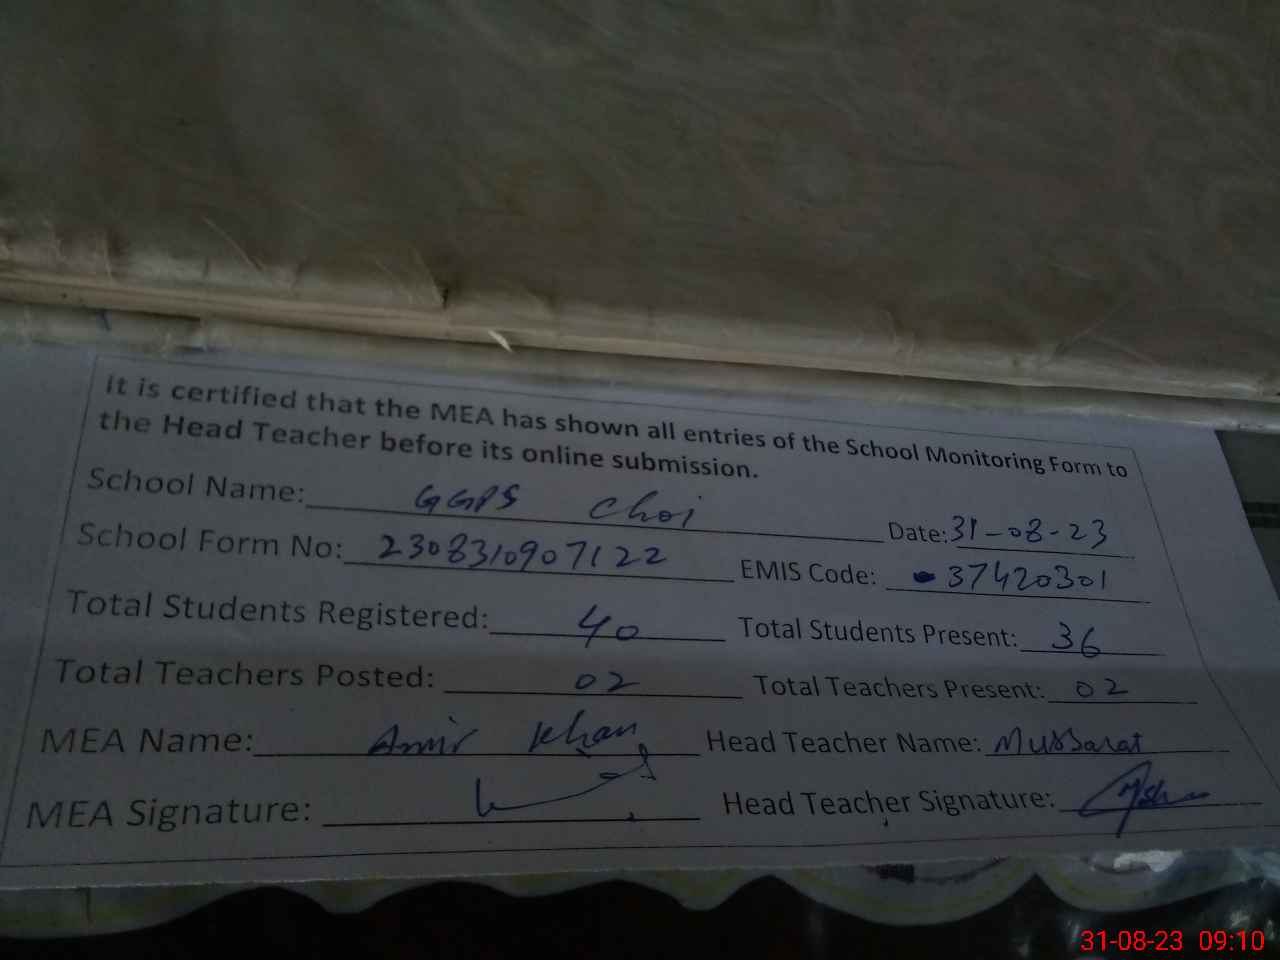 it is certified that the MEA has shown all entries of the School Monitoring Form to
the Head Teacher before its online submission.
School Name: GGPS Choi Date: 31-08-23
School Form No: 2308310907122 EMIS Code: 37420301
Total Students Registered: 40 Total Students Present: 36
Total Teachers Posted: 02 Total Teachers Present: 02
MEA Name: Amir Khan Head Teacher Name: Mussarat
MEA Signature: Head Teacher Signature:
31-08-23 09:10